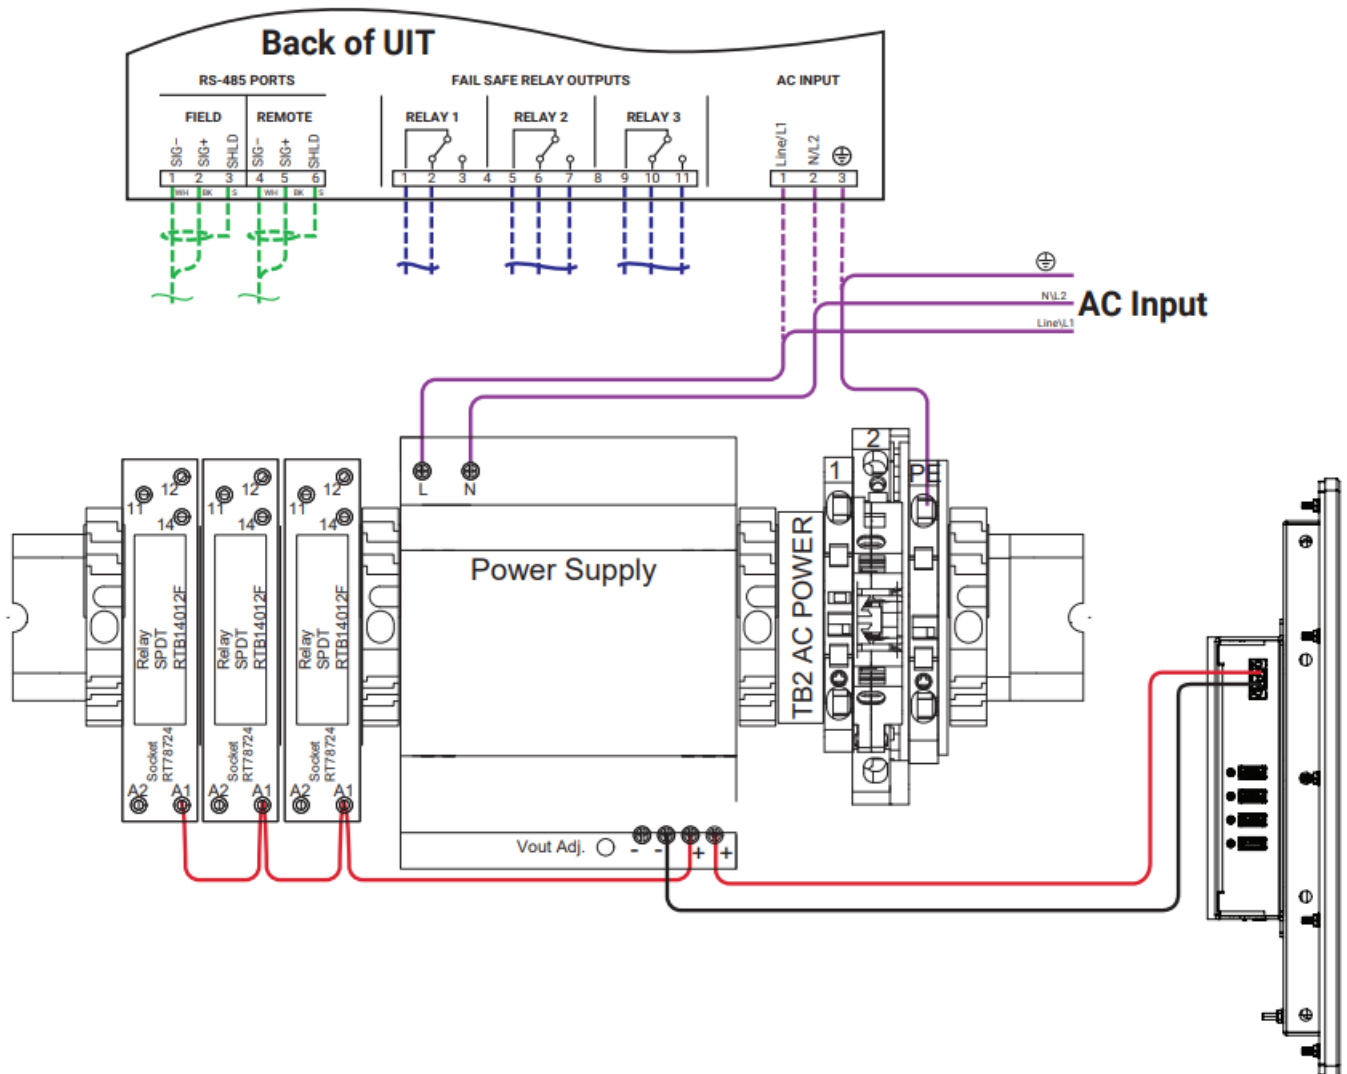 Back of UIT
RS-485 PORTS
FAIL SAFE RELAY OUTPUTS
AC INPUT
FIELD
REMOTE
RELAY 1
RELAY 2
RELAY 3
SIG−
SIG+
SHLD
SIG−
SIG+
SHLD
Line/L1
N/L2
1 2 3 4 5 6
1 2 3 4 5 6 7 8 9 10 11
1 2 3
WH BK S WH BK S
N\L2
AC Input
Line\L1
L N
Power Supply
Vout Adj.
- - + +
11 12 14
Relay
SPDT
RTB14012F
Socket
RT78724
A2 A1
11 12 14
Relay
SPDT
RTB14012F
Socket
RT78724
A2 A1
11 12 14
Relay
SPDT
RTB14012F
Socket
RT78724
A2 A1
TB2 AC POWER
1
2
PE